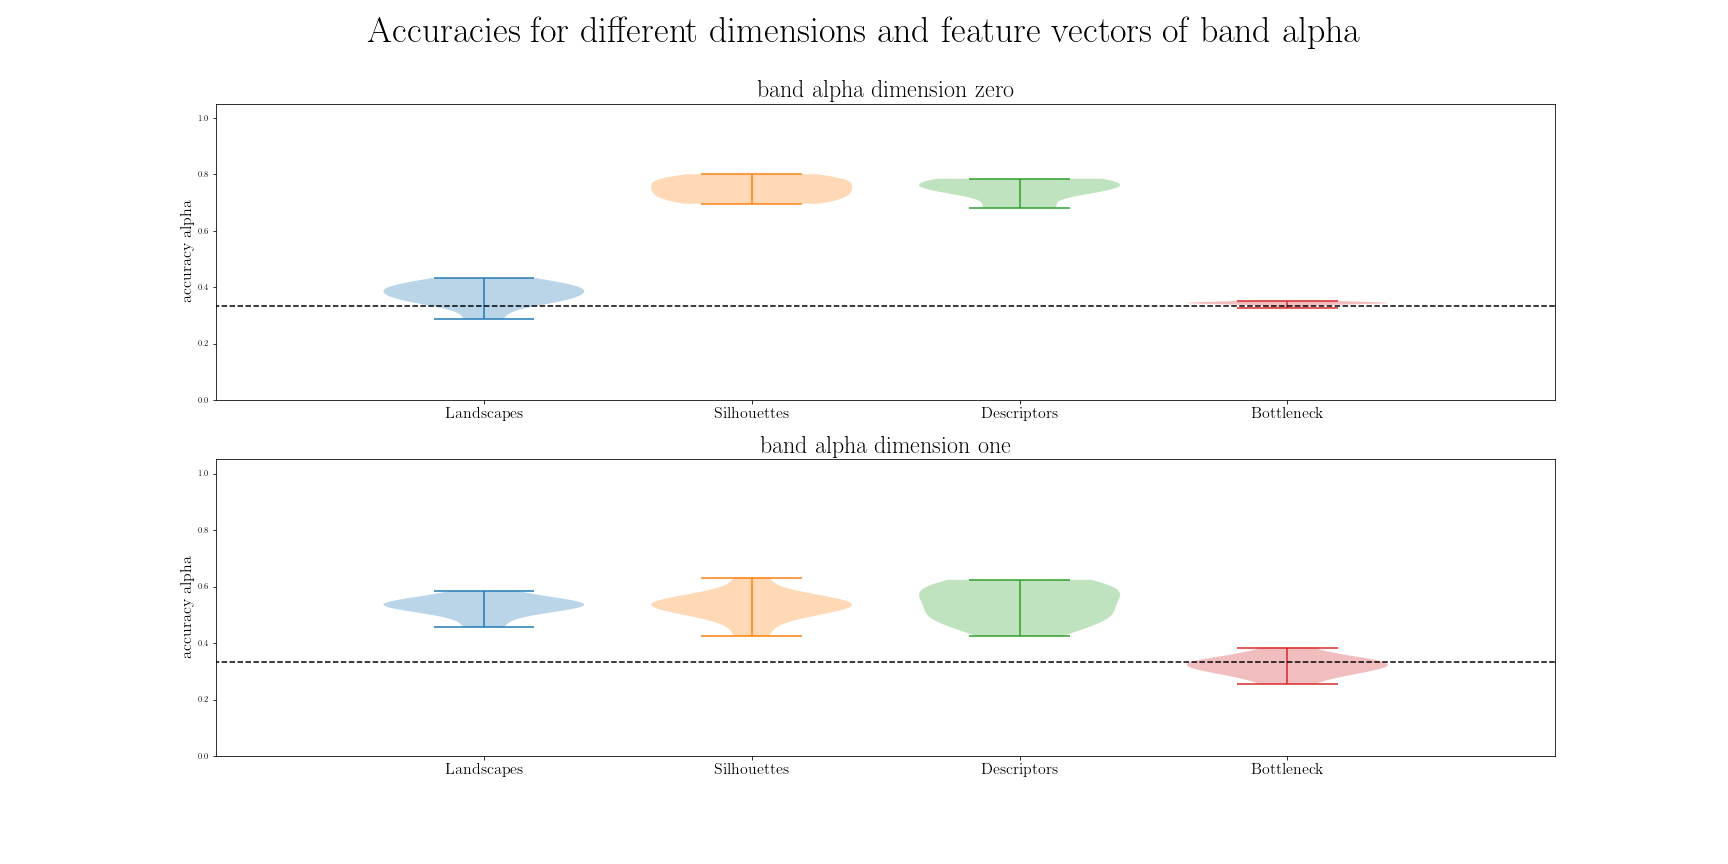 Accuracies for different dimensions and feature vectors of band alpha
band alpha dimension zero
accuracy alpha
1.0
0.8
0.6
0.4
0.2
0.0
Landscapes Silhouettes Descriptors Bottleneck
band alpha dimension one
accuracy alpha
1.0
0.8
0.6
0.4
0.2
0.0
Landscapes Silhouettes Descriptors Bottleneck